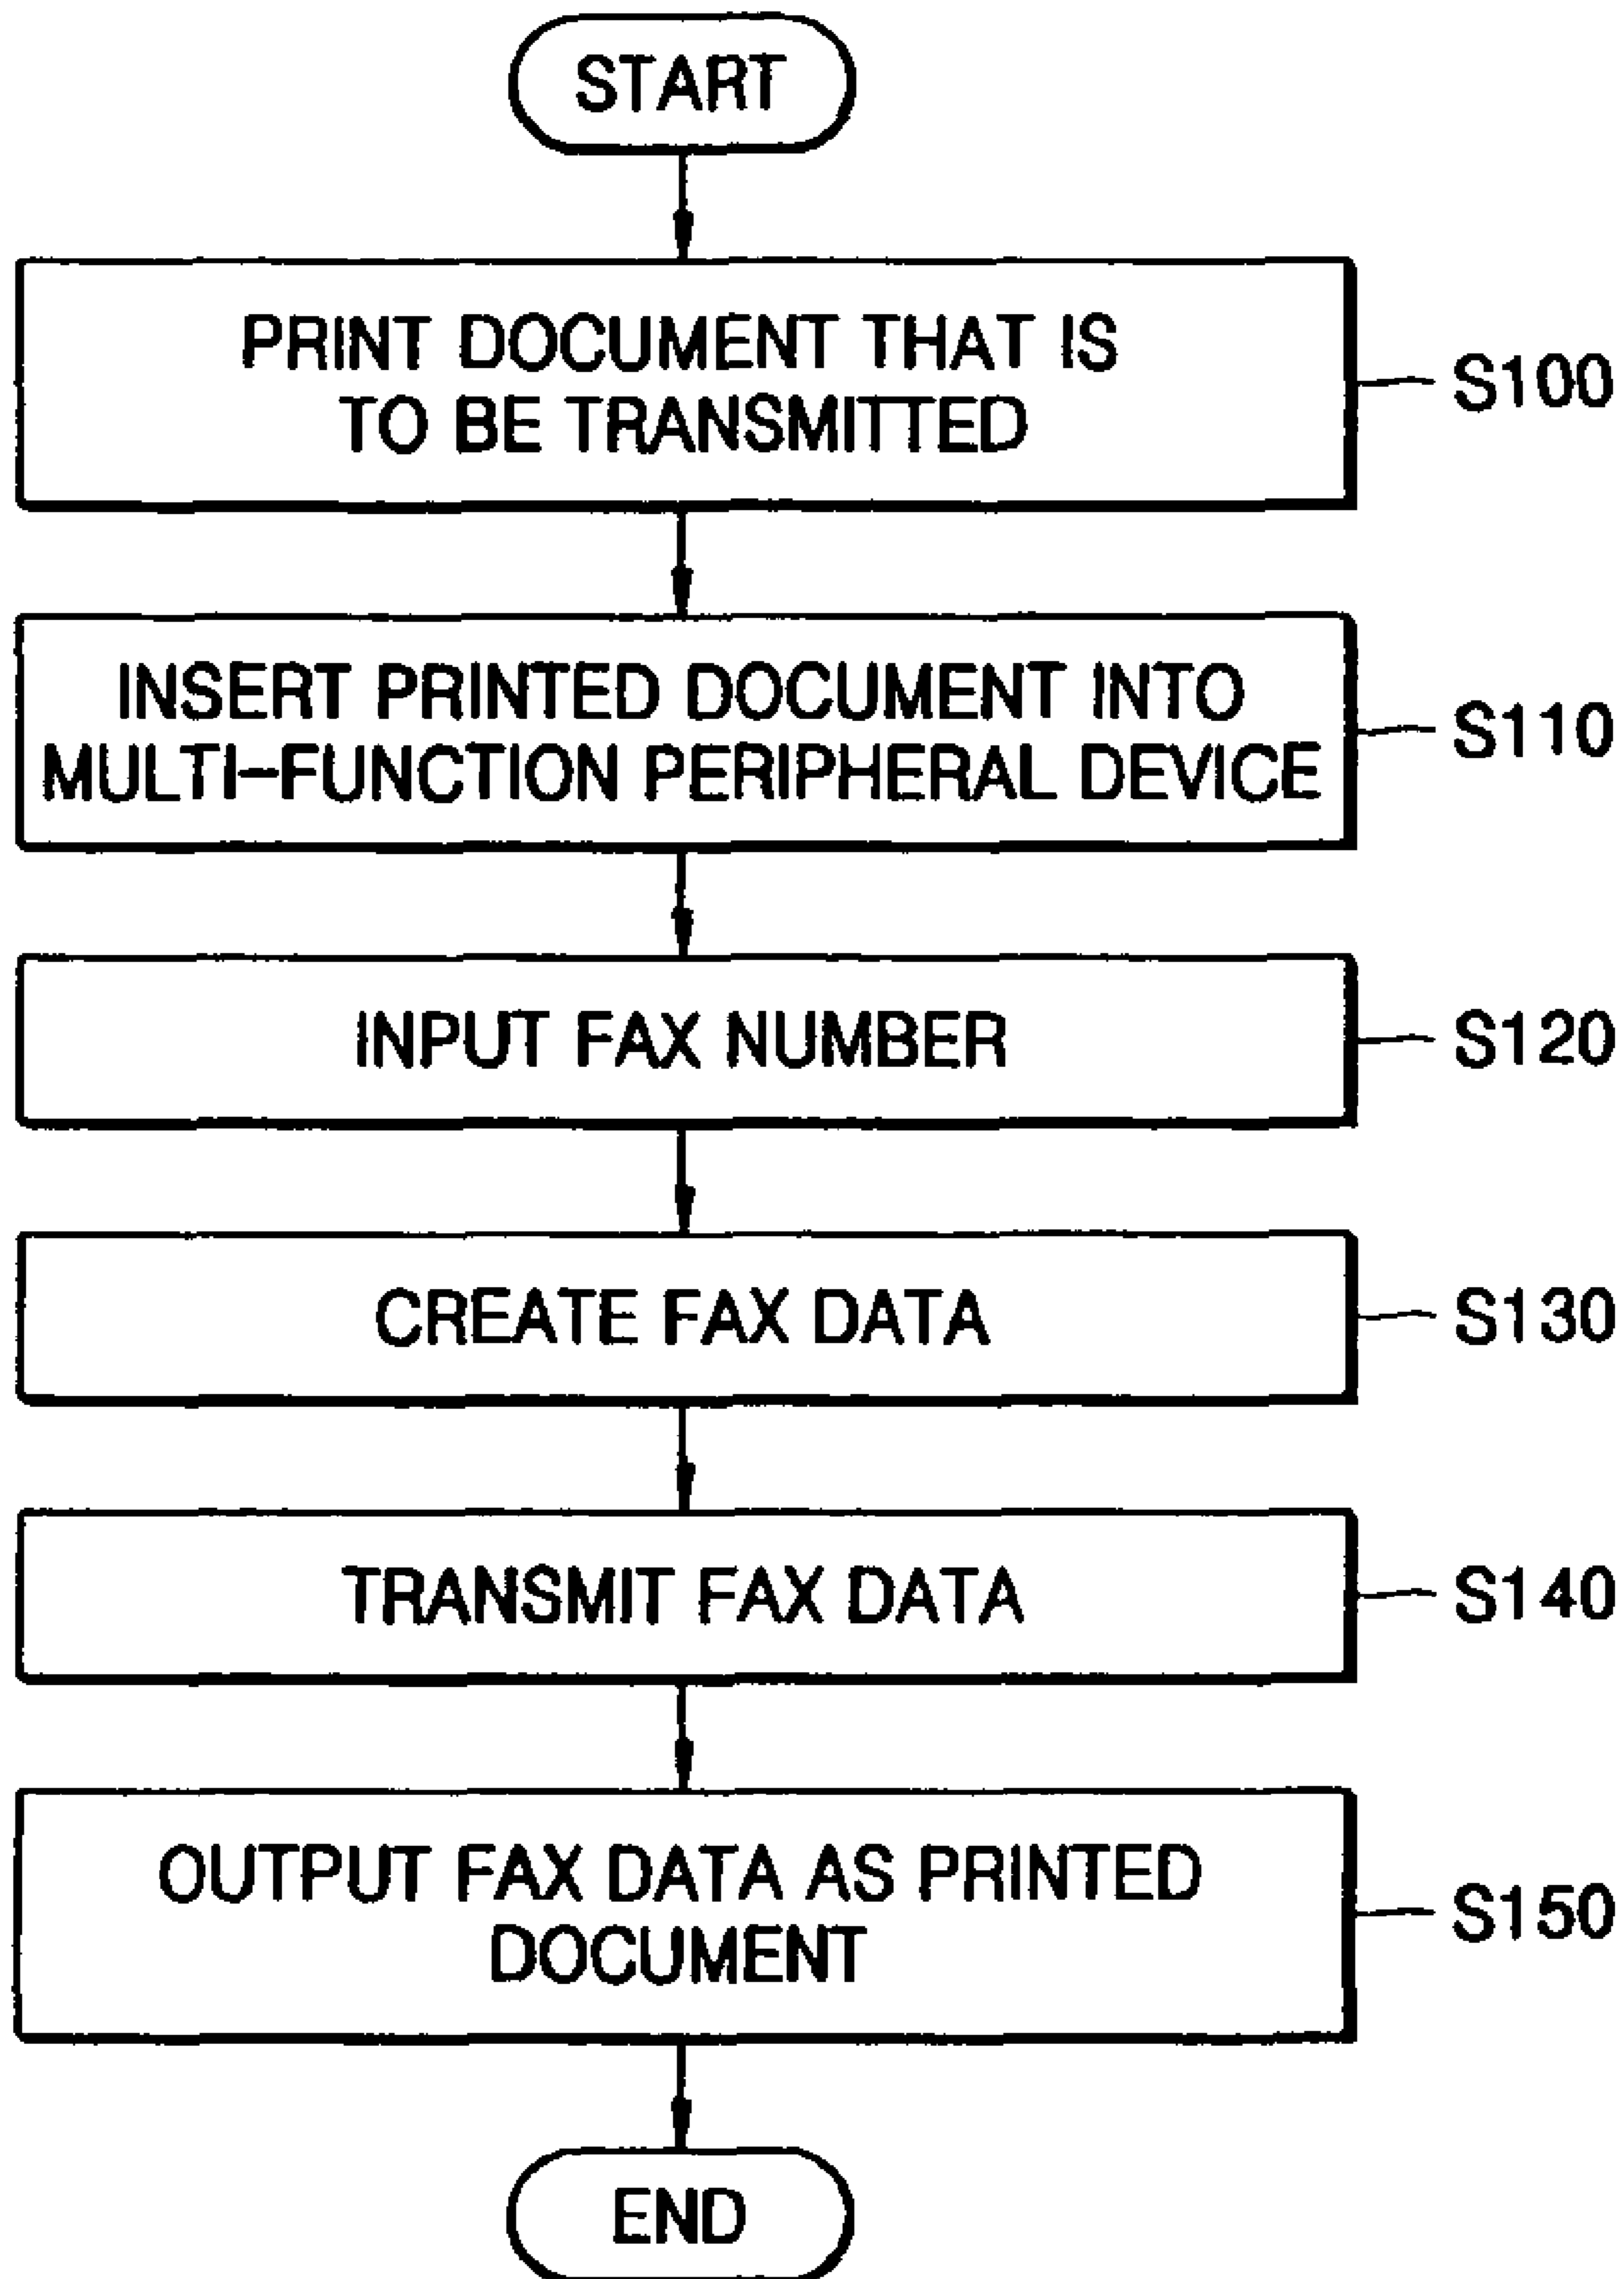 START
PRINT DOCUMENT THAT IS
TO BE TRANSMITTED
S100
INSERT PRINTED DOCUMENT INTO
MULTI-FUNCTION PERIPHERAL DEVICE
S110
INPUT FAX NUMBER
S120
CREATE FAX DATA
S130
TRANSMIT FAX DATA
S140
OUTPUT FAX DATA AS PRINTED
DOCUMENT
S150
END